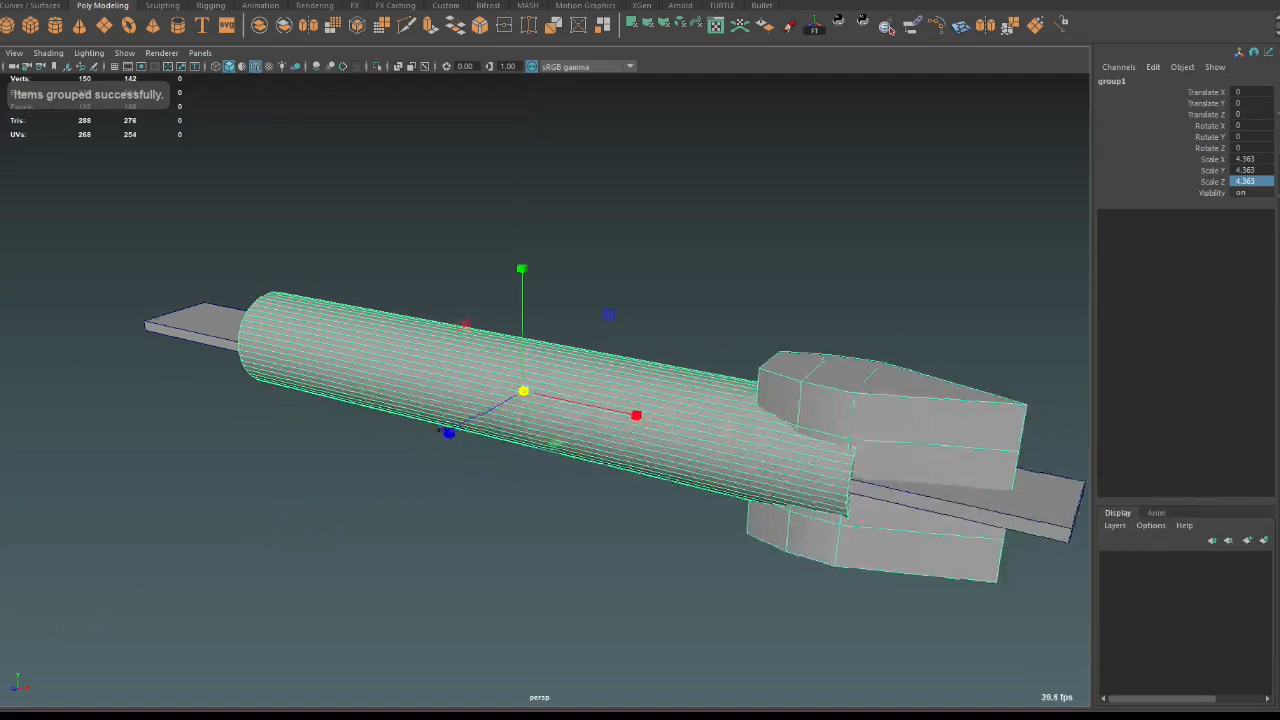 Curves / Surfaces Poly Modeling Sculpting Rigging Animation Rendering FX FX Caching Custom Bifrost MASH Motion Graphics XGen Arnold TURTLE Bullet
T SVG FT
View Shading Lighting Show Renderer Panels
0.00 1.00 sRGB gamma
Verts: 150 142 0
Items grouped successfully.
0
0
Tris: 288 276 0
UVs: 268 254 0
persp
39.5 fps
Channels Edit Object Show
group1
Translate X 0
Translate Y 0
Translate Z 0
Rotate X 0
Rotate Y 0
Rotate Z 0
Scale X 4.363
Scale Y 4.363
Scale Z 4.363
Visibility on
Display Anim
Layers Options Help